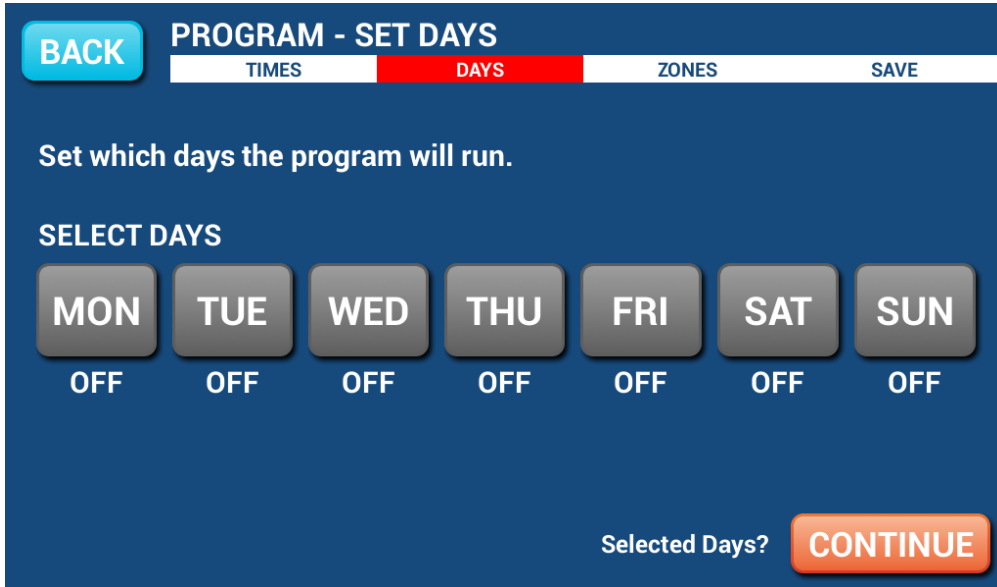 BACK
PROGRAM - SET DAYS
TIMES DAYS ZONES SAVE
Set which days the program will run.
SELECT DAYS
MON TUE WED THU FRI SAT SUN
OFF OFF OFF OFF OFF OFF OFF
Selected Days? CONTINUE